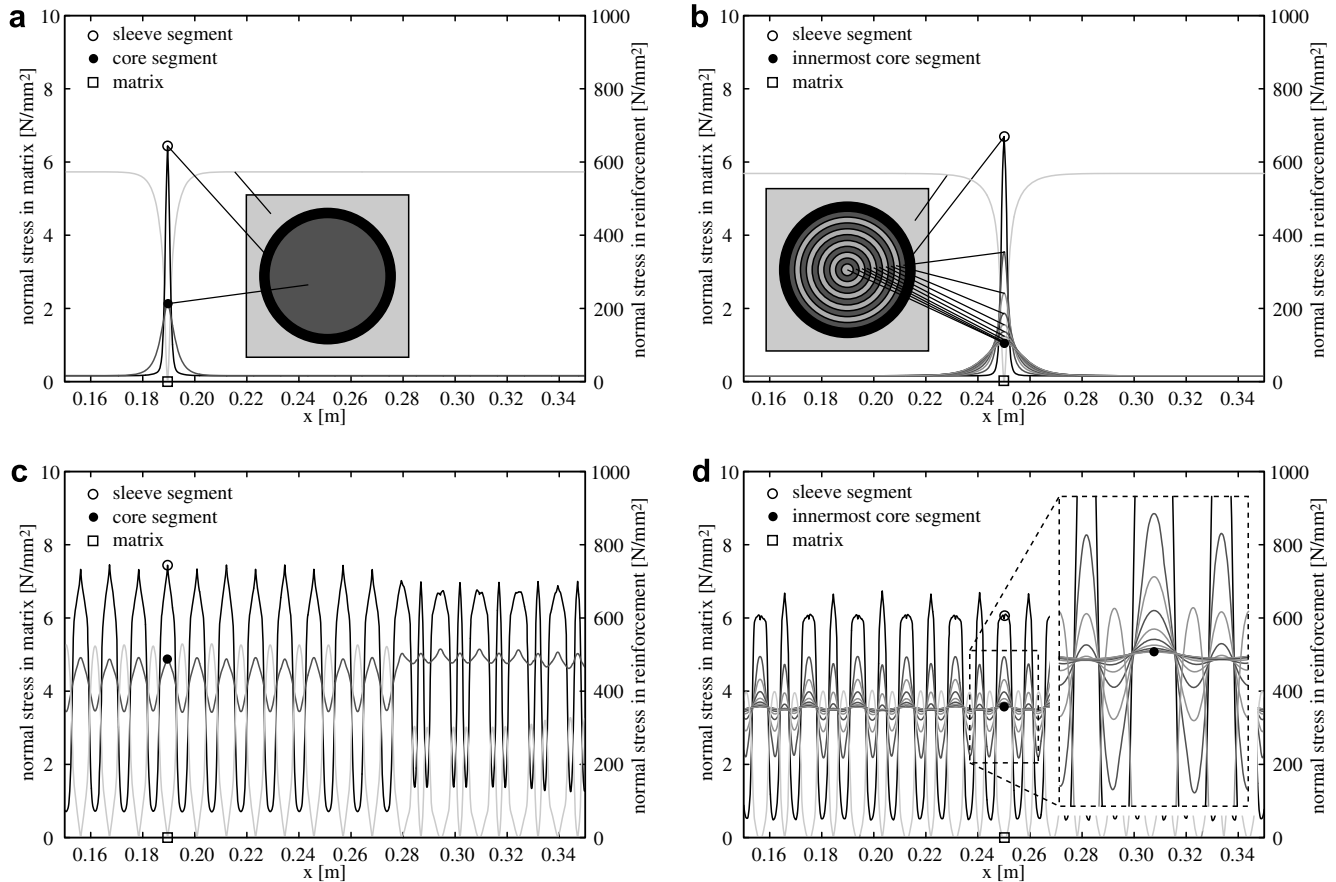 a
10
8
6
4
2
0
normal stress in matrix [N/mm²]
sleeve segment
core segment
matrix
1000
800
600
400
200
0
normal stress in reinforcement [N/mm²]
0.16 0.18 0.20 0.22 0.24 0.26 0.28 0.30 0.32 0.34
x [m]
b
10
8
6
4
2
0
normal stress in matrix [N/mm²]
sleeve segment
innermost core segment
matrix
1000
800
600
400
200
0
normal stress in reinforcement [N/mm²]
0.16 0.18 0.20 0.22 0.24 0.26 0.28 0.30 0.32 0.34
x [m]
c
10
8
6
4
2
0
normal stress in matrix [N/mm²]
sleeve segment
core segment
matrix
1000
800
600
400
200
0
normal stress in reinforcement [N/mm²]
0.16 0.18 0.20 0.22 0.24 0.26 0.28 0.30 0.32 0.34
x [m]
d
10
8
6
4
2
0
normal stress in matrix [N/mm²]
sleeve segment
innermost core segment
matrix
1000
800
600
400
200
0
normal stress in reinforcement [N/mm²]
0.16 0.18 0.20 0.22 0.24 0.26 0.28 0.30 0.32 0.34
x [m]